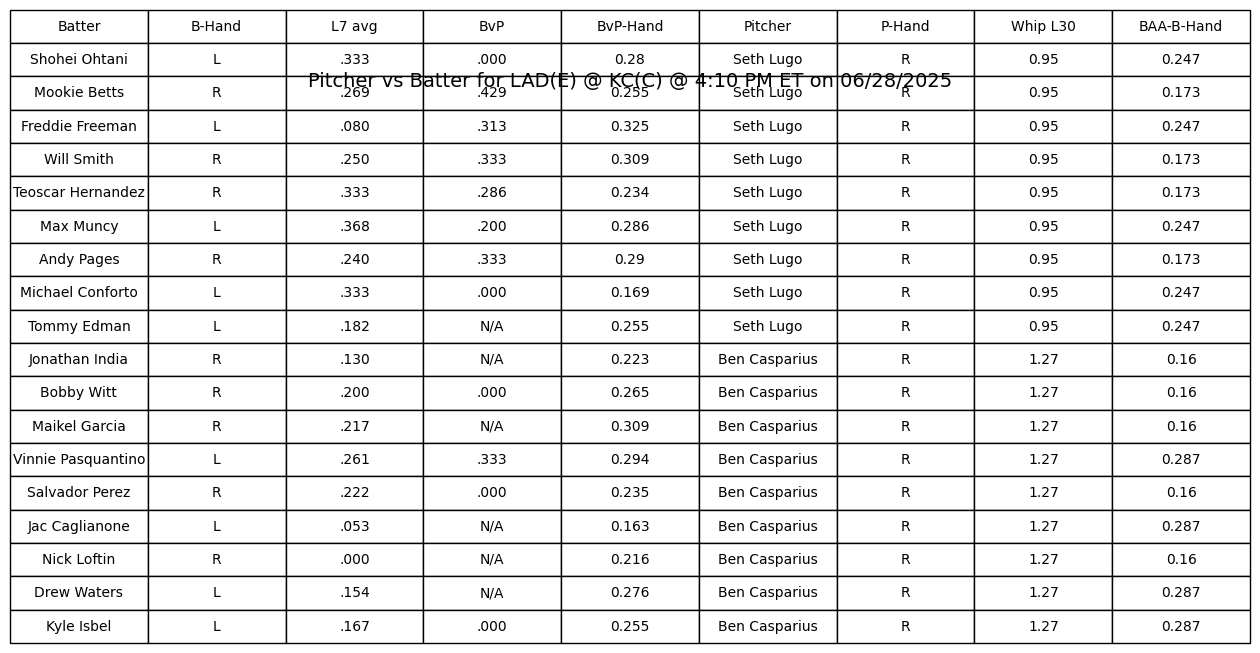 Batter B-Hand L7 avg BvP BvP-Hand Pitcher P-Hand Whip L30 BAA-B-Hand
Shohei Ohtani L .333 .000 0.28 Seth Lugo R 0.95 0.247
Pitcher vs Batter for LAD(E) @ KC(C) @ 4:10 PM ET on 06/28/2025
Mookie Betts R .269 .429 0.255 Seth Lugo R 0.95 0.173
Freddie Freeman L .080 .313 0.325 Seth Lugo R 0.95 0.247
Will Smith R .250 .333 0.309 Seth Lugo R 0.95 0.173
Teoscar Hernandez R .333 .286 0.234 Seth Lugo R 0.95 0.173
Max Muncy L .368 .200 0.286 Seth Lugo R 0.95 0.247
Andy Pages R .240 .333 0.29 Seth Lugo R 0.95 0.173
Michael Conforto L .333 .000 0.169 Seth Lugo R 0.95 0.247
Tommy Edman L .182 N/A 0.255 Seth Lugo R 0.95 0.247
Jonathan India R .130 N/A 0.223 Ben Casparius R 1.27 0.16
Bobby Witt R .200 .000 0.265 Ben Casparius R 1.27 0.16
Maikel Garcia R .217 N/A 0.309 Ben Casparius R 1.27 0.16
Vinnie Pasquantino L .261 .333 0.294 Ben Casparius R 1.27 0.287
Salvador Perez R .222 .000 0.235 Ben Casparius R 1.27 0.16
Jac Caglianone L .053 N/A 0.163 Ben Casparius R 1.27 0.287
Nick Loftin R .000 N/A 0.216 Ben Casparius R 1.27 0.16
Drew Waters L .154 N/A 0.276 Ben Casparius R 1.27 0.287
Kyle Isbel L .167 .000 0.255 Ben Casparius R 1.27 0.287